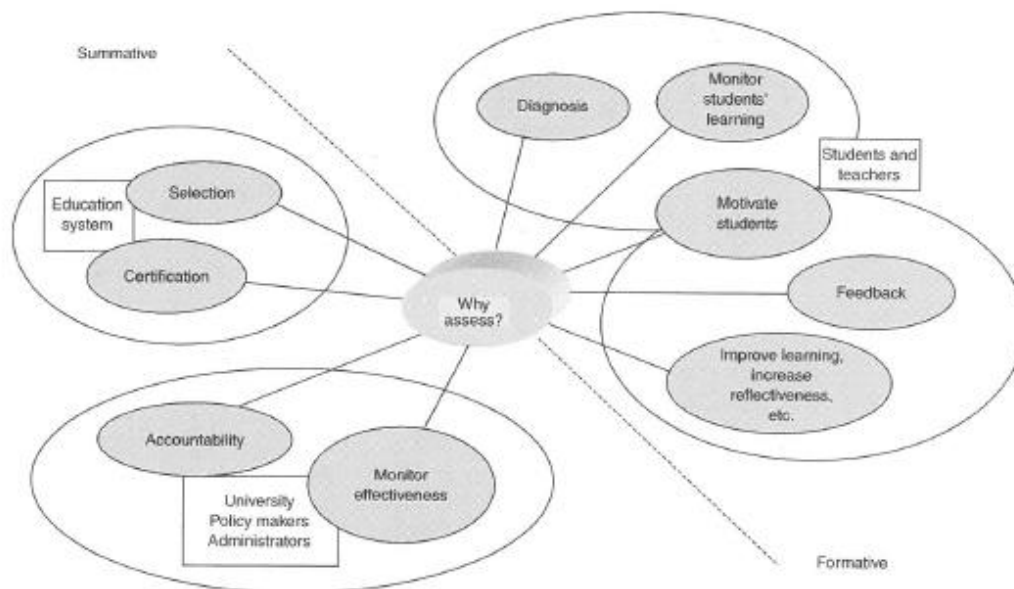 Summative
Diagnosis
Monitor
students'
learning
Students and
teachers
Motivate
students
Education
system
Selection
Certification
Why
assess?
Feedback
Improve learning,
increase
reflectiveness,
etc.
Accountability
Monitor
effectiveness
University
Policy makers
Administrators
Formative